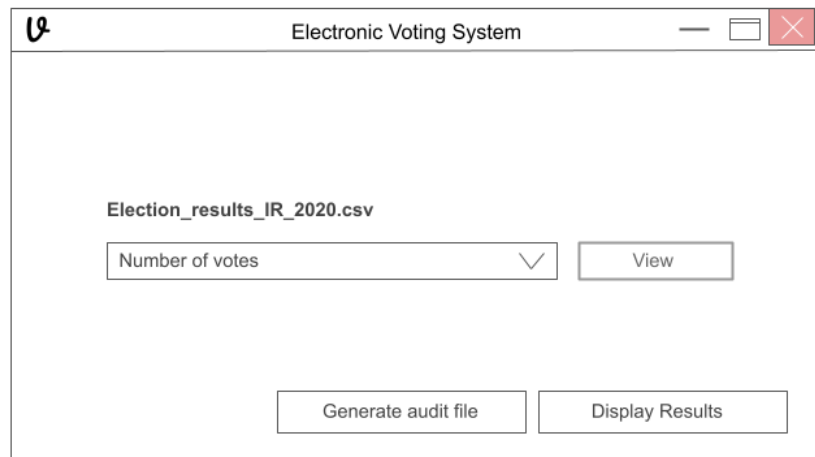 Electronic Voting System
Election_results_IR_2020.csv
Number of votes
View
Generate audit file
Display Results